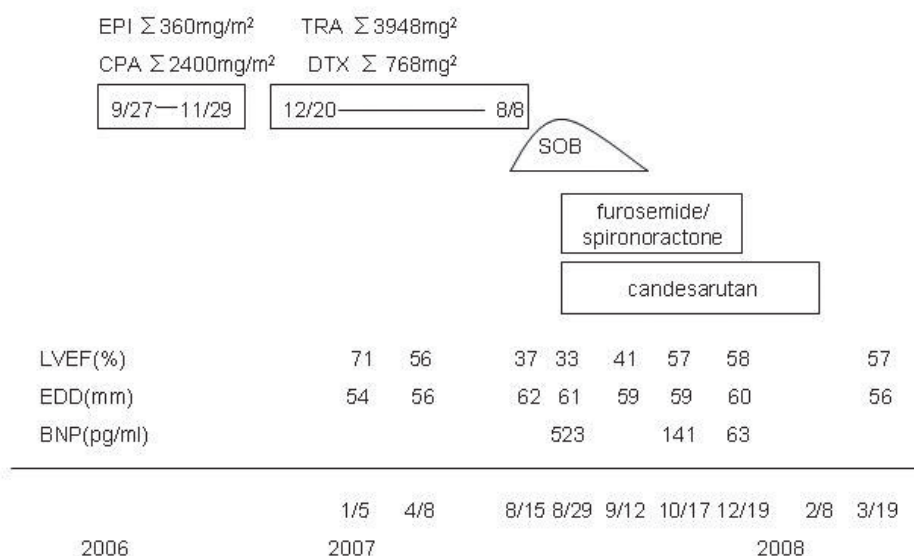 EPI Σ360mg/m² TRA Σ3948mg²
CPA Σ2400mg/m² DTX Σ 768mg²
9/27—11/29 12/20——— 8/8
SOB
furosemide/
spironoractone
candesarutan
LVEF(%) 71 56 37 33 41 57 58 57
EDD(mm) 54 56 62 61 59 59 60 56
BNP(pg/ml) 523 141 63
1/5 4/8 8/15 8/29 9/12 10/17 12/19 2/8 3/19
2006 2007 2008